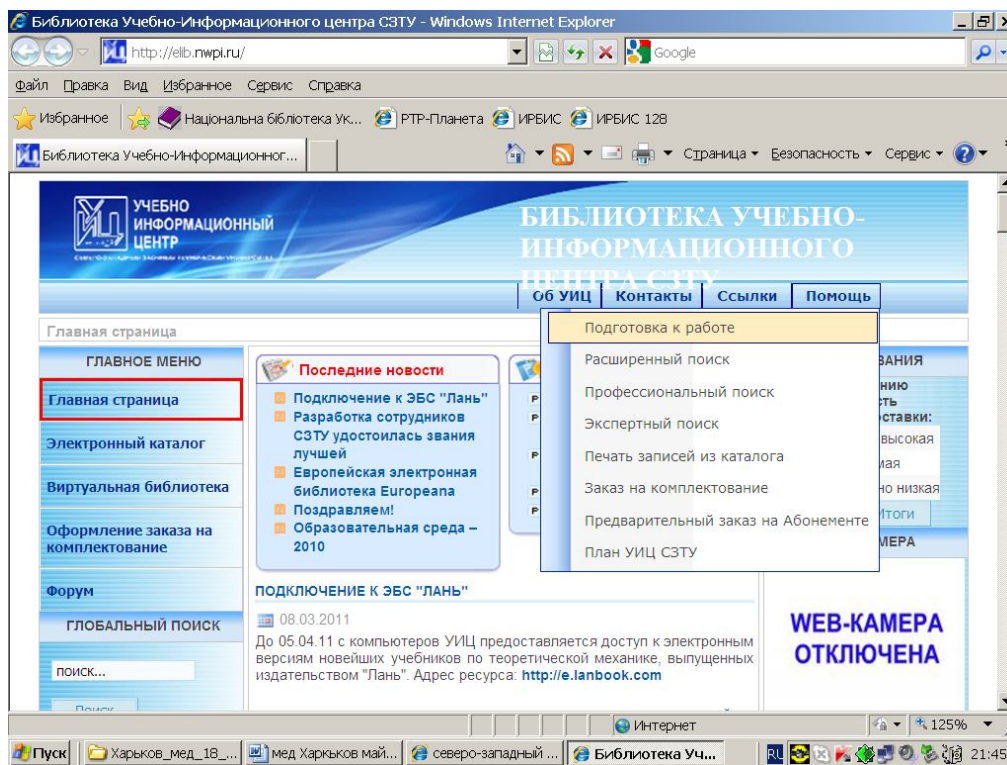 Библиотека Учебно-Информационного центра СЗТУ - Windows Internet Explorer
http://elib.nwpi.ru/
Google
Файл Правка Вид Избранное Сервис Справка
Избранное Національна бібліотека Ук... РТР-Планета ИРБИС ИРБИС 128
Библиотека Учебно-Информационног...
Страница Безопасность Сервис
УЧЕБНО
ИНФОРМАЦИОННЫЙ
ЦЕНТР
БИБЛИОТЕКА УЧЕБНО-
ИНФОРМАЦИОННОГО
ЦЕНТРА СЗТУ
Об УИЦ Контакты Ссылки Помощь
Главная страница
ГЛАВНОЕ МЕНЮ
Главная страница
Электронный каталог
Виртуальная библиотека
Оформление заказа на
комплектование
Форум
ГЛОБАЛЬНЫЙ ПОИСК
поиск...
Поиск
Последние новости
Подключение к ЭБС "Лань"
Разработка сотрудников
СЗТУ удостоилась звания
лучшей
Европейская электронная
библиотека Europeana
Поздравляем!
Образовательная среда –
2010
Подготовка к работе
Расширенный поиск
Профессиональный поиск
Экспертный поиск
Печать записей из каталога
Заказ на комплектование
Предварительный заказ на Абонементе
План УИЦ СЗТУ
высокая
но низкая
Итоги
ПОДКЛЮЧЕНИЕ К ЭБС "ЛАНЬ"
08.03.2011
До 05.04.11 с компьютеров УИЦ предоставляется доступ к электронным
версиям новейших учебников по теоретической механике, выпущенных
издательством "Лань". Адрес ресурса: http://e.lanbook.com
WEB-КАМЕРА
ОТКЛЮЧЕНА
Интернет 125%
Пуск Харьков_мед_18_... мед Харкьков май... северо-западный ... Библиотека Уч... RU 21:45